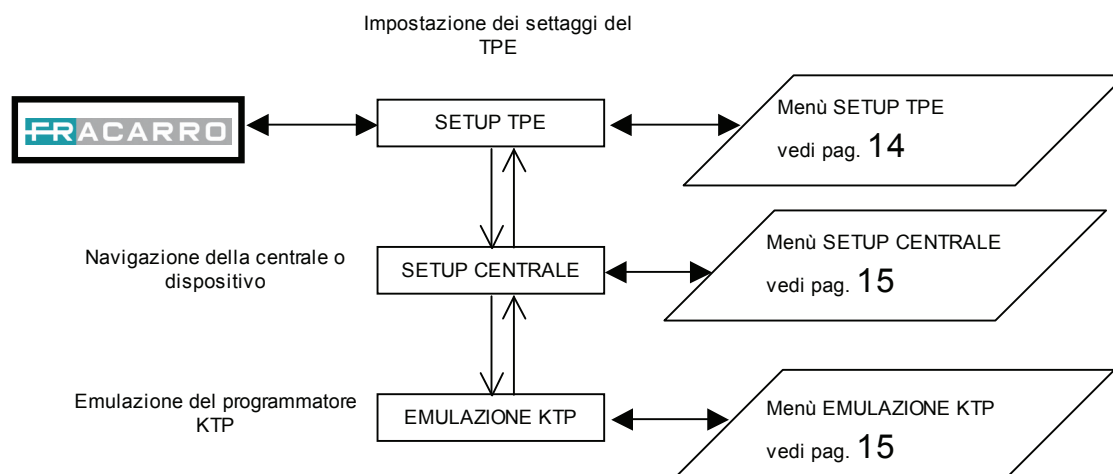 Impostazione dei settaggi del
TPE
FRACARRO
SETUP TPE
Menù SETUP TPE
vedi pag. 14
Navigazione della centrale o
dispositivo
SETUP CENTRALE
Menù SETUP CENTRALE
vedi pag. 15
Emulazione del programmatore
KTP
EMULAZIONE KTP
Menù EMULAZIONE KTP
vedi pag. 15